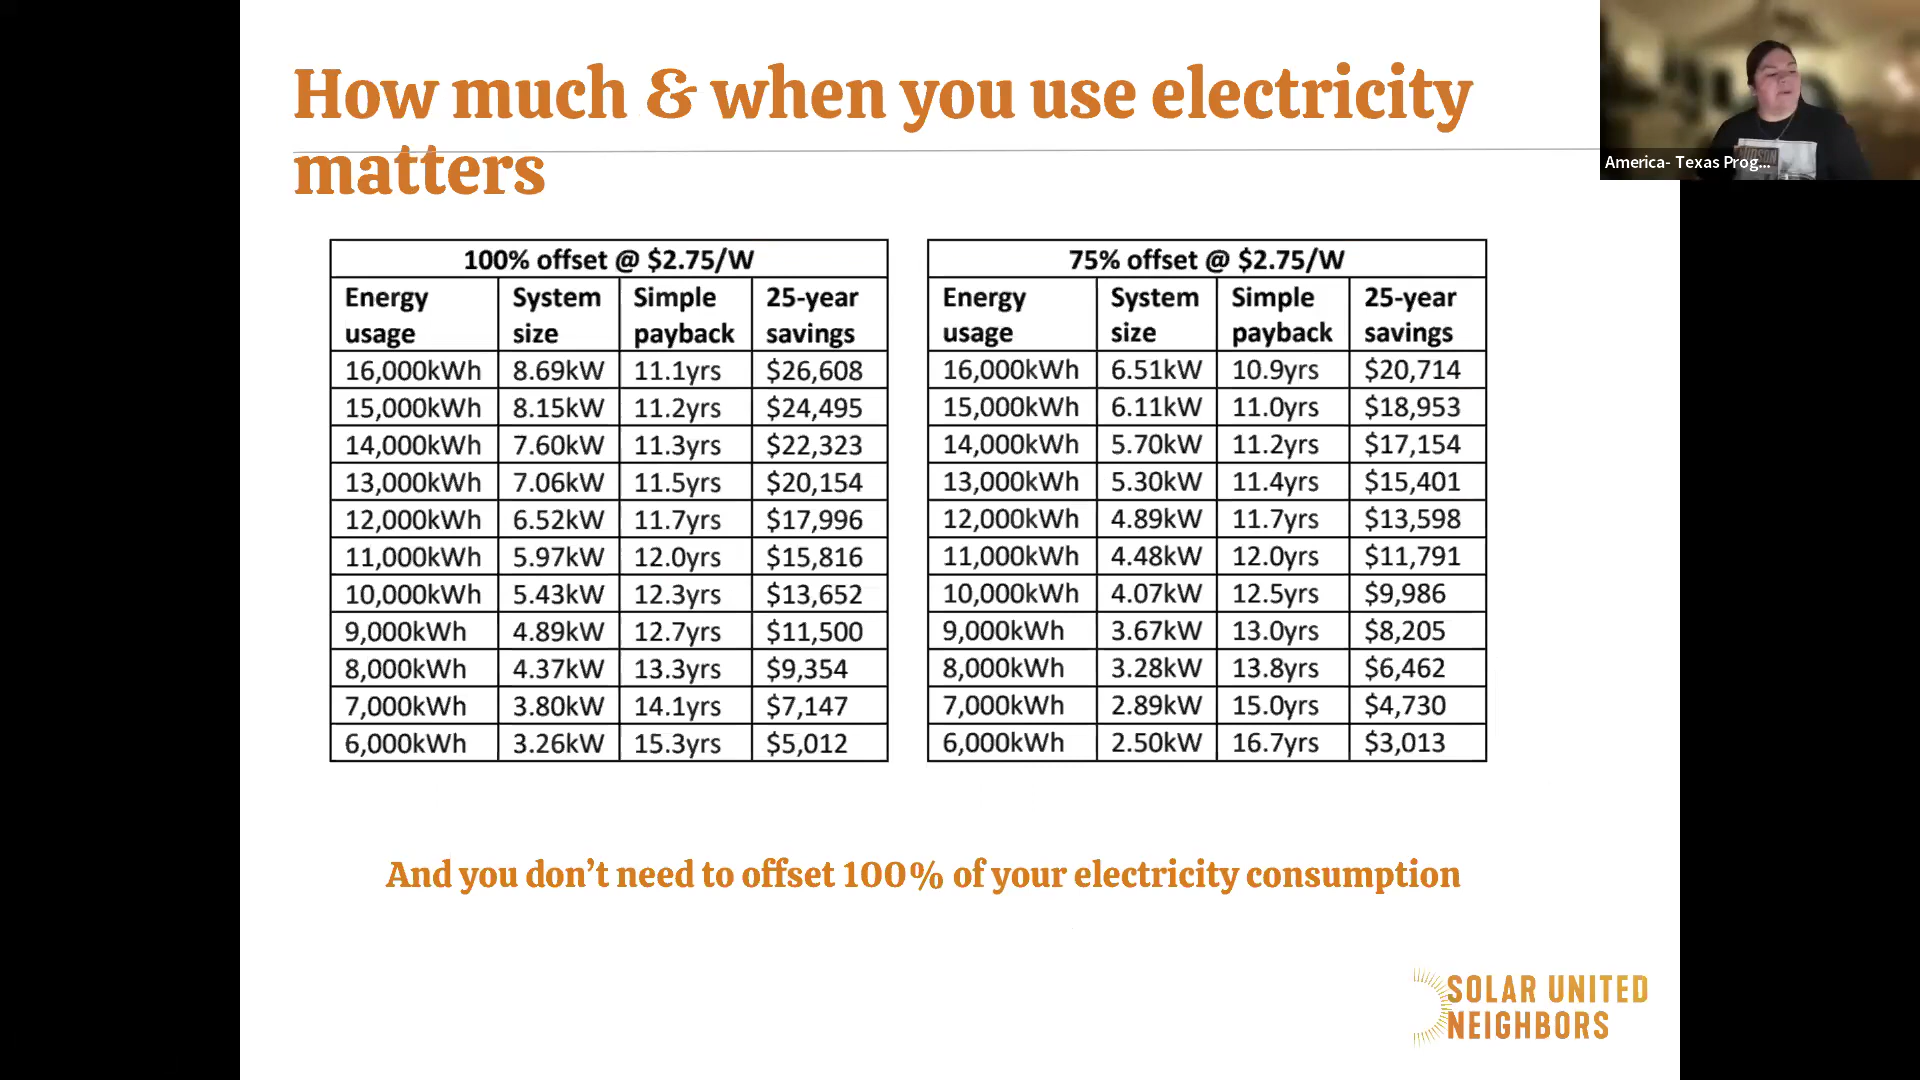 How much & when you use electricity
matters
America- Texas Prog...
100% offset @ $2.75/W
Energy usage System size Simple payback 25-year savings
16,000kWh 8.69kW 11.1yrs $26,608
15,000kWh 8.15kW 11.2yrs $24,495
14,000kWh 7.60kW 11.3yrs $22,323
13,000kWh 7.06kW 11.5yrs $20,154
12,000kWh 6.52kW 11.7yrs $17,996
11,000kWh 5.97kW 12.0yrs $15,816
10,000kWh 5.43kW 12.3yrs $13,652
9,000kWh 4.89kW 12.7yrs $11,500
8,000kWh 4.37kW 13.3yrs $9,354
7,000kWh 3.80kW 14.1yrs $7,147
6,000kWh 3.26kW 15.3yrs $5,012
75% offset @ $2.75/W
Energy usage System size Simple payback 25-year savings
16,000kWh 6.51kW 10.9yrs $20,714
15,000kWh 6.11kW 11.0yrs $18,953
14,000kWh 5.70kW 11.2yrs $17,154
13,000kWh 5.30kW 11.4yrs $15,401
12,000kWh 4.89kW 11.7yrs $13,598
11,000kWh 4.48kW 12.0yrs $11,791
10,000kWh 4.07kW 12.5yrs $9,986
9,000kWh 3.67kW 13.0yrs $8,205
8,000kWh 3.28kW 13.8yrs $6,462
7,000kWh 2.89kW 15.0yrs $4,730
6,000kWh 2.50kW 16.7yrs $3,013
And you don’t need to offset 100% of your electricity consumption
SOLAR UNITED
NEIGHBORS